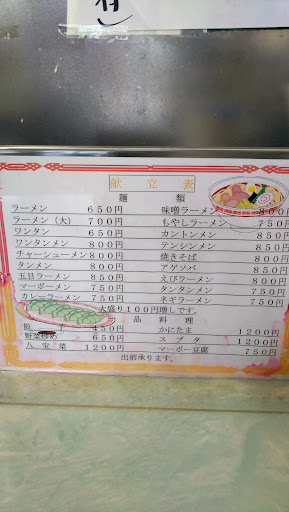 献立表
麺類
ラーメン 650円 味噌ラーメン 800円
ラーメン(大) 700円 もやしラーメン 750円
ワンタン 650円 カントンメン 800円
ワンタンメン 800円 テンシンメン 800円
チャーシューメン 800円 焼きそば 800円
タンメン 800円 アゲソバ 850円
五目ラーメン 800円 えびラーメン 800円
マーボーメン 750円 タンタンメン 750円
カレーラーメン 750円 ネギラーメン 750円
大盛り100円増しです。
品料理
餃 450円 かにたま 1250円
野菜炒め 650円 スブタ 1200円
八宝菜 1200円 マーボー豆腐 750円
出前承ります。